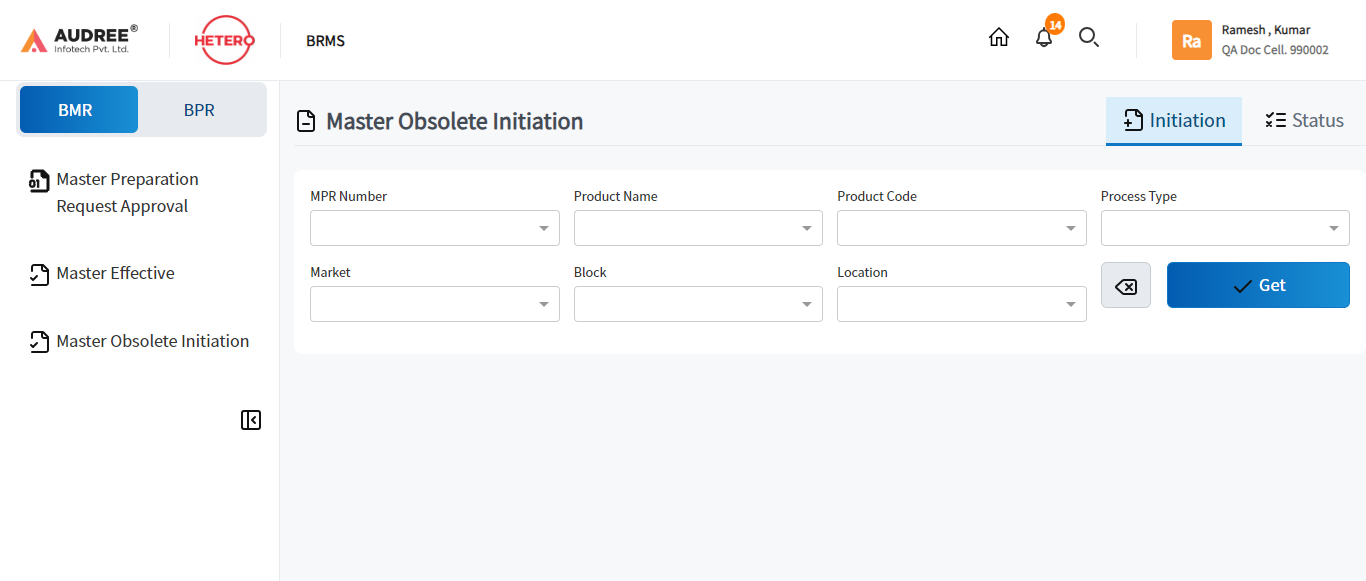 AUDREE®
Infotech Pvt. Ltd.
HETERO
BRMS
14
Ra
Ramesh , Kumar
QA Doc Cell. 990002
BMR
BPR
01
Master Preparation
Request Approval
Master Effective
Master Obsolete Initiation
Master Obsolete Initiation
Initiation
Status
MPR Number
Product Name
Product Code
Process Type
Market
Block
Location
Get